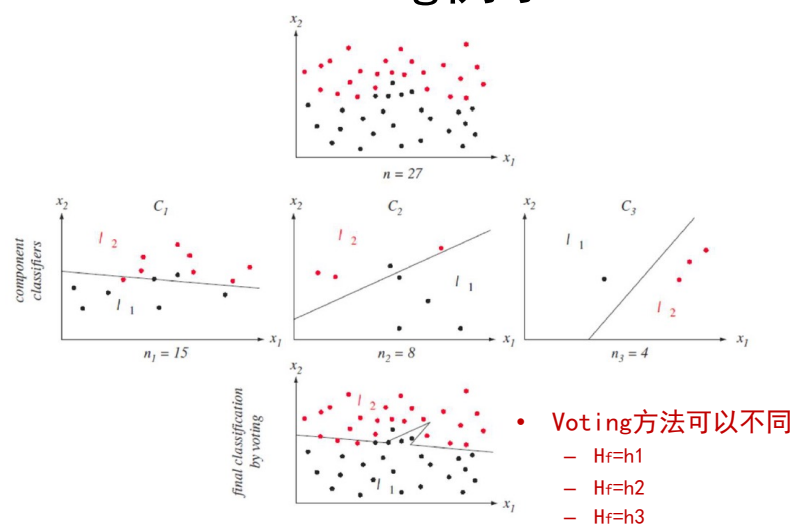 x2
x1
n = 27
x2
C1
l 2
l 1
x1
n1 = 15
x2
C2
l 2
l 1
x1
n2 = 8
x2
C3
l 1
l 2
x1
n3 = 4
component
classifiers
x2
l 2
l 1
x1
final classification
by voting
• Voting方法可以不同
– Hf=h1
– Hf=h2
– Hf=h3